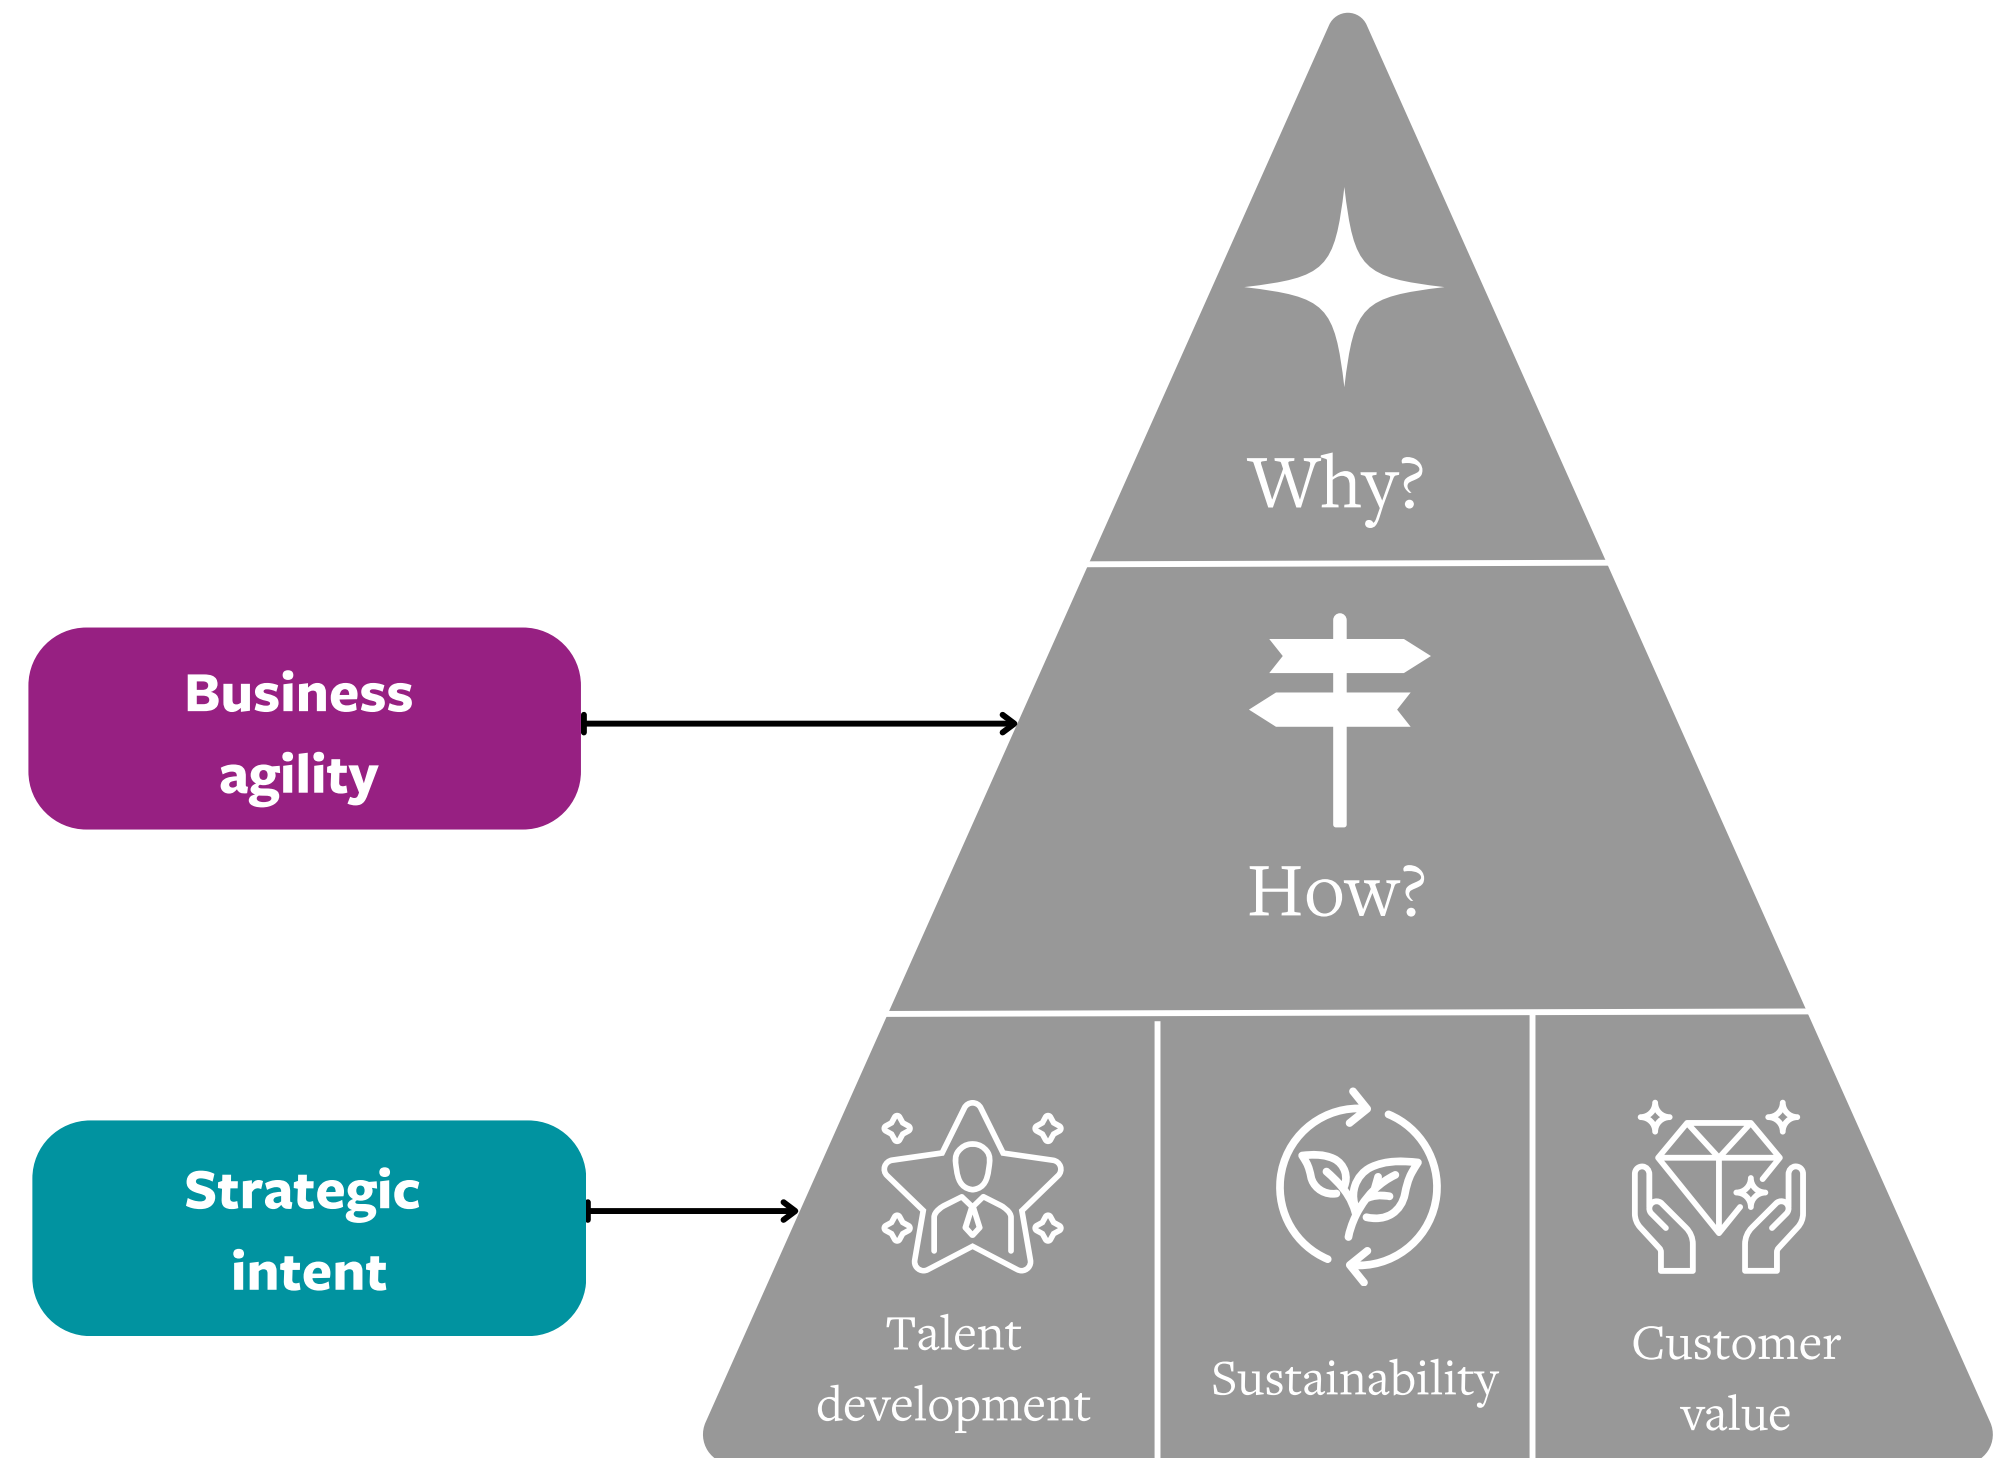 Why?
Business
agility
How?
Strategic
intent
Talent
development
Sustainability
Customer
value